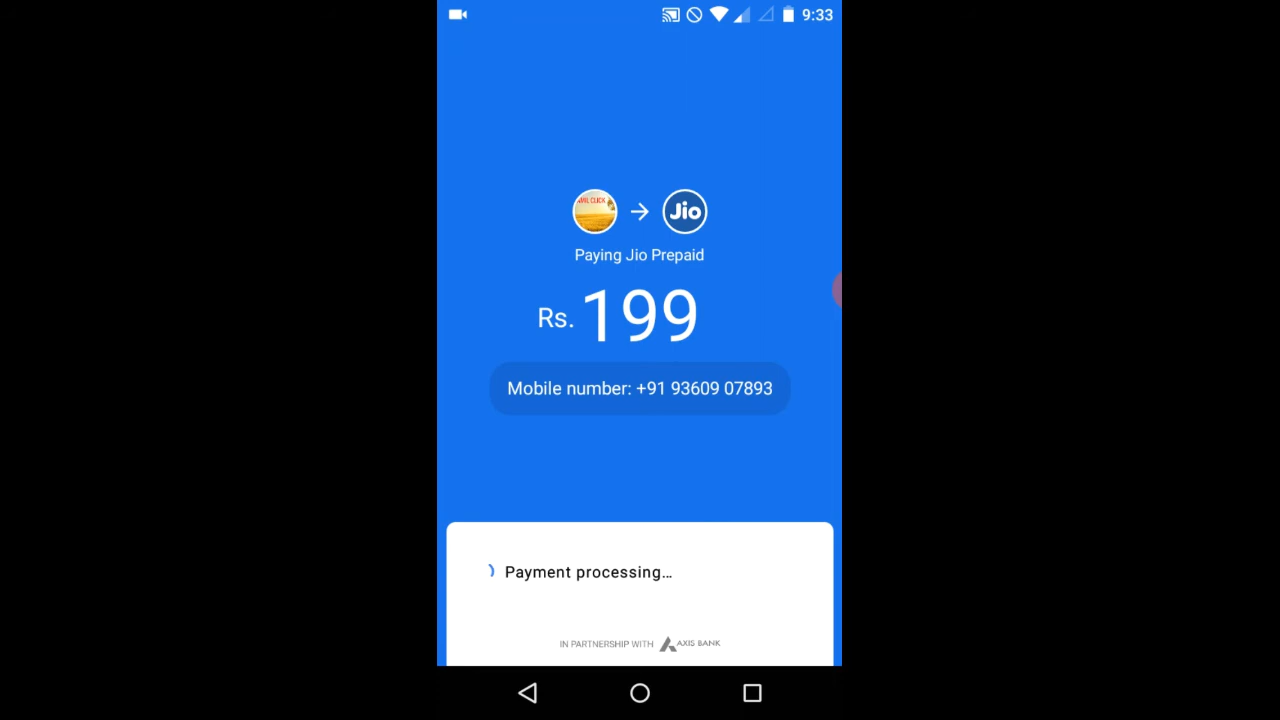 9:33
Jio
Paying Jio Prepaid
Rs. 199
Mobile number: +91 93609 07893
Payment processing…
IN PARTNERSHIP WITH AXIS BANK